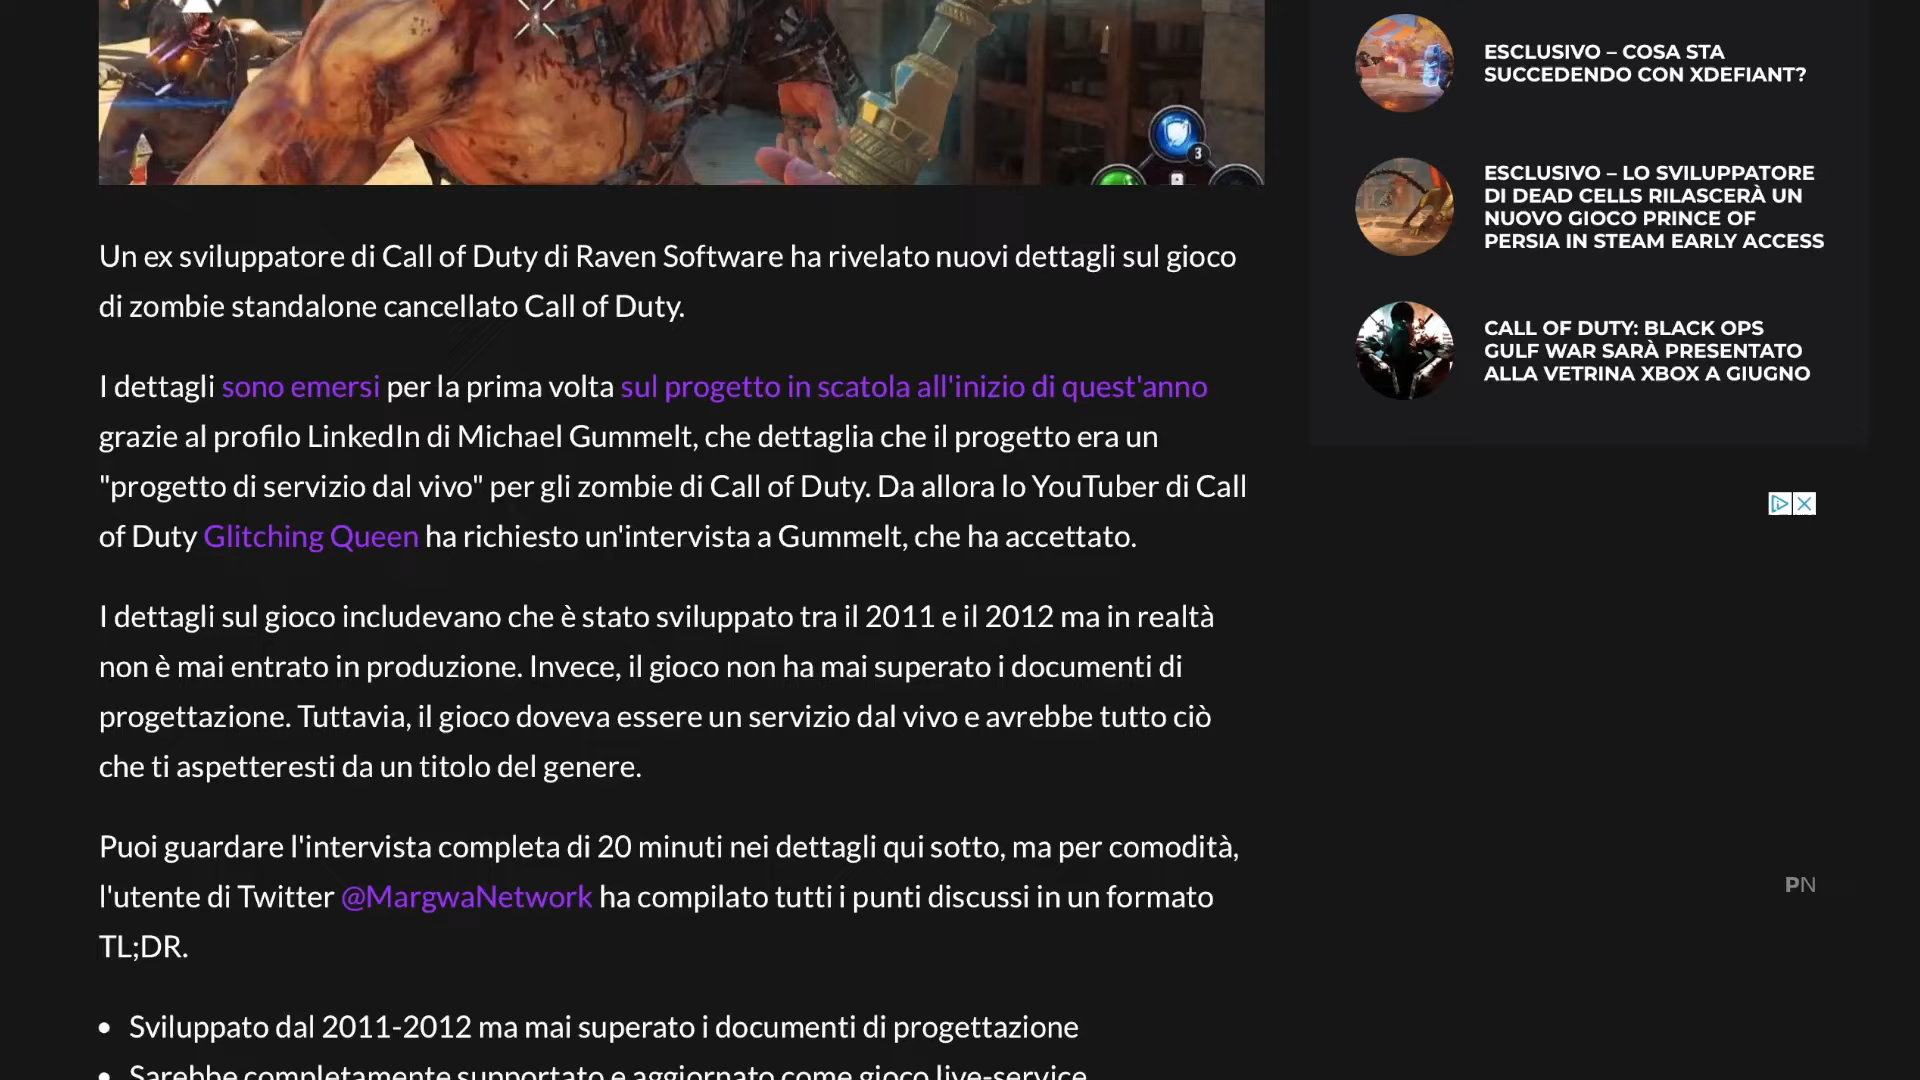 3
Un ex sviluppatore di Call of Duty di Raven Software ha rivelato nuovi dettagli sul gioco
di zombie standalone cancellato Call of Duty.
I dettagli sono emersi per la prima volta sul progetto in scatola all'inizio di quest'anno
grazie al profilo LinkedIn di Michael Gummelt, che dettaglia che il progetto era un
"progetto di servizio dal vivo" per gli zombie di Call of Duty. Da allora lo YouTuber di Call
of Duty Glitching Queen ha richiesto un'intervista a Gummelt, che ha accettato.
I dettagli sul gioco includevano che è stato sviluppato tra il 2011 e il 2012 ma in realtà
non è mai entrato in produzione. Invece, il gioco non ha mai superato i documenti di
progettazione. Tuttavia, il gioco doveva essere un servizio dal vivo e avrebbe tutto ciò
che ti aspetteresti da un titolo del genere.
Puoi guardare l'intervista completa di 20 minuti nei dettagli qui sotto, ma per comodità,
l'utente di Twitter @MargwaNetwork ha compilato tutti i punti discussi in un formato
TL;DR.
• Sviluppato dal 2011-2012 ma mai superato i documenti di progettazione
• Sarebbe completamente supportato e aggiornato come gioco live-service
ESCLUSIVO – COSA STA
SUCCEDENDO CON XDEFIANT?
ESCLUSIVO – LO SVILUPPATORE
DI DEAD CELLS RILASCERÀ UN
NUOVO GIOCO PRINCE OF
PERSIA IN STEAM EARLY ACCESS
CALL OF DUTY: BLACK OPS
GULF WAR SARÀ PRESENTATO
ALLA VETRINA XBOX A GIUGNO
PN